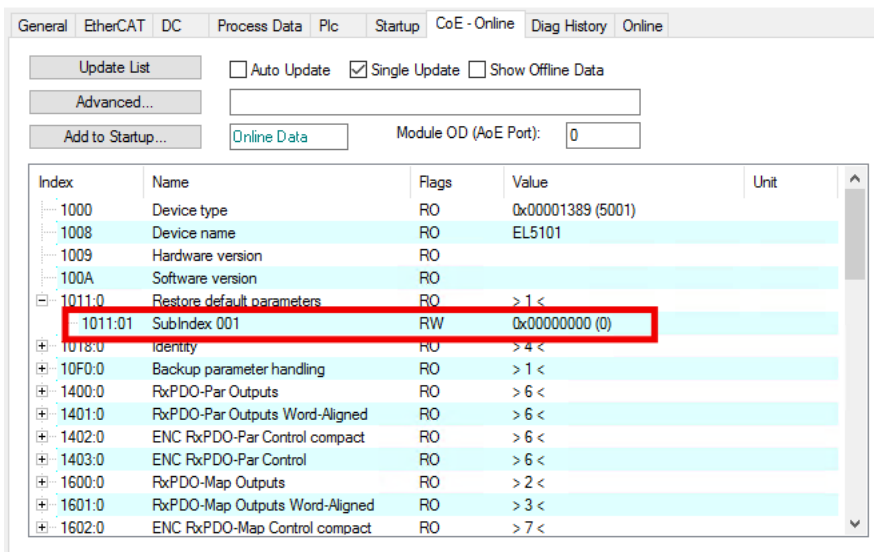 General EtherCAT DC Process Data Plc Startup CoE - Online Diag History Online
Update List Auto Update Single Update Show Offline Data
Advanced...
Add to Startup... Online Data Module OD (AoE Port): 0
Index Name Flags Value Unit
1000 Device type RO 0x00001389 (5001)
1008 Device name RO EL5101
1009 Hardware version RO
100A Software version RO
1011:0 Restore default parameters RO > 1 <
1011:01 SubIndex 001 RW 0x00000000 (0)
1018:0 Identity RO > 4 <
10F0:0 Backup parameter handling RO > 1 <
1400:0 RxPDO-Par Outputs RO > 6 <
1401:0 RxPDO-Par Outputs Word-Aligned RO > 6 <
1402:0 ENC RxPDO-Par Control compact RO > 6 <
1403:0 ENC RxPDO-Par Control RO > 6 <
1600:0 RxPDO-Map Outputs RO > 2 <
1601:0 RxPDO-Map Outputs Word-Aligned RO > 3 <
1602:0 ENC RxPDO-Map Control compact RO > 7 <